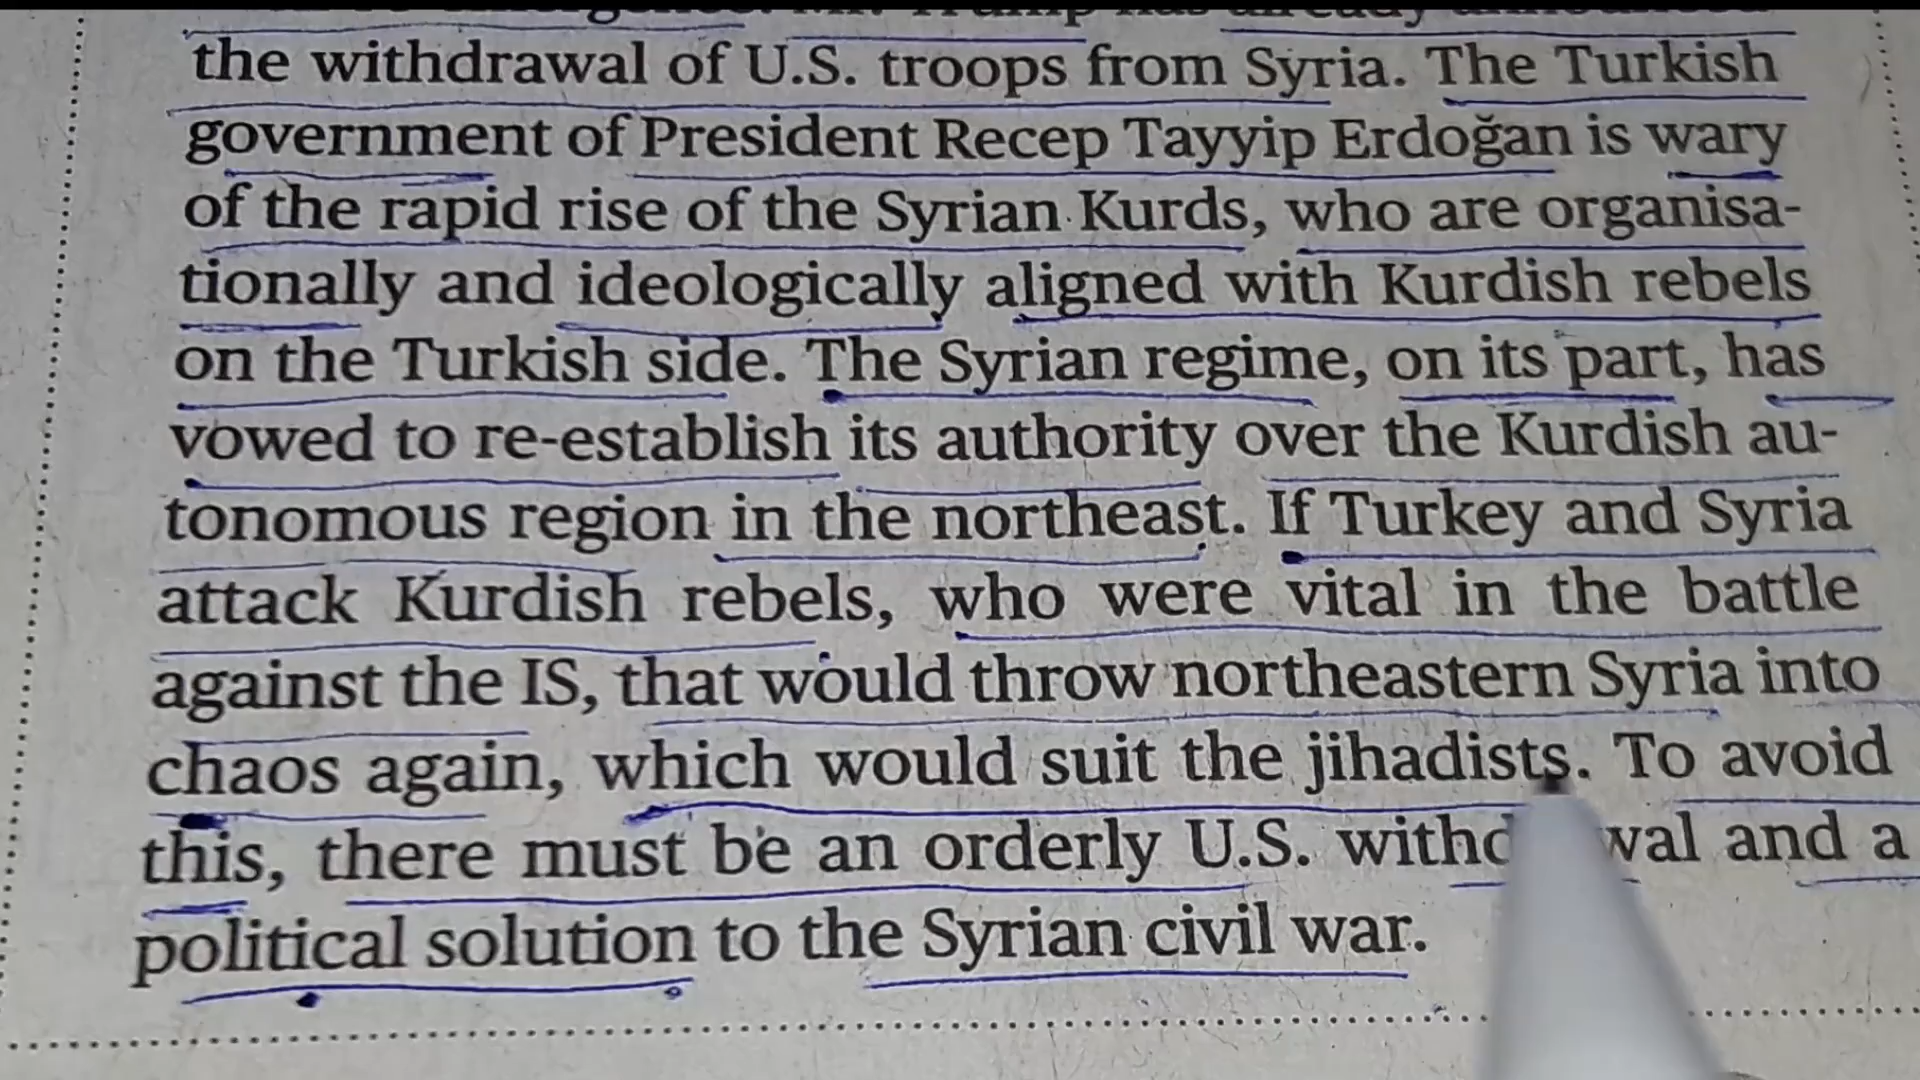 the withdrawal of U.S. troops from Syria. The Turkish
government of President Recep Tayyip Erdoğan is wary
of the rapid rise of the Syrian Kurds, who are organisa-
tionally and ideologically aligned with Kurdish rebels
on the Turkish side. The Syrian regime, on its part, has
vowed to re-establish its authority over the Kurdish au-
tonomous region in the northeast. If Turkey and Syria
attack Kurdish rebels, who were vital in the battle
against the IS, that would throw northeastern Syria into
chaos again, which would suit the jihadists. To avoid
this, there must be an orderly U.S. and a
political solution to the Syrian civil war.